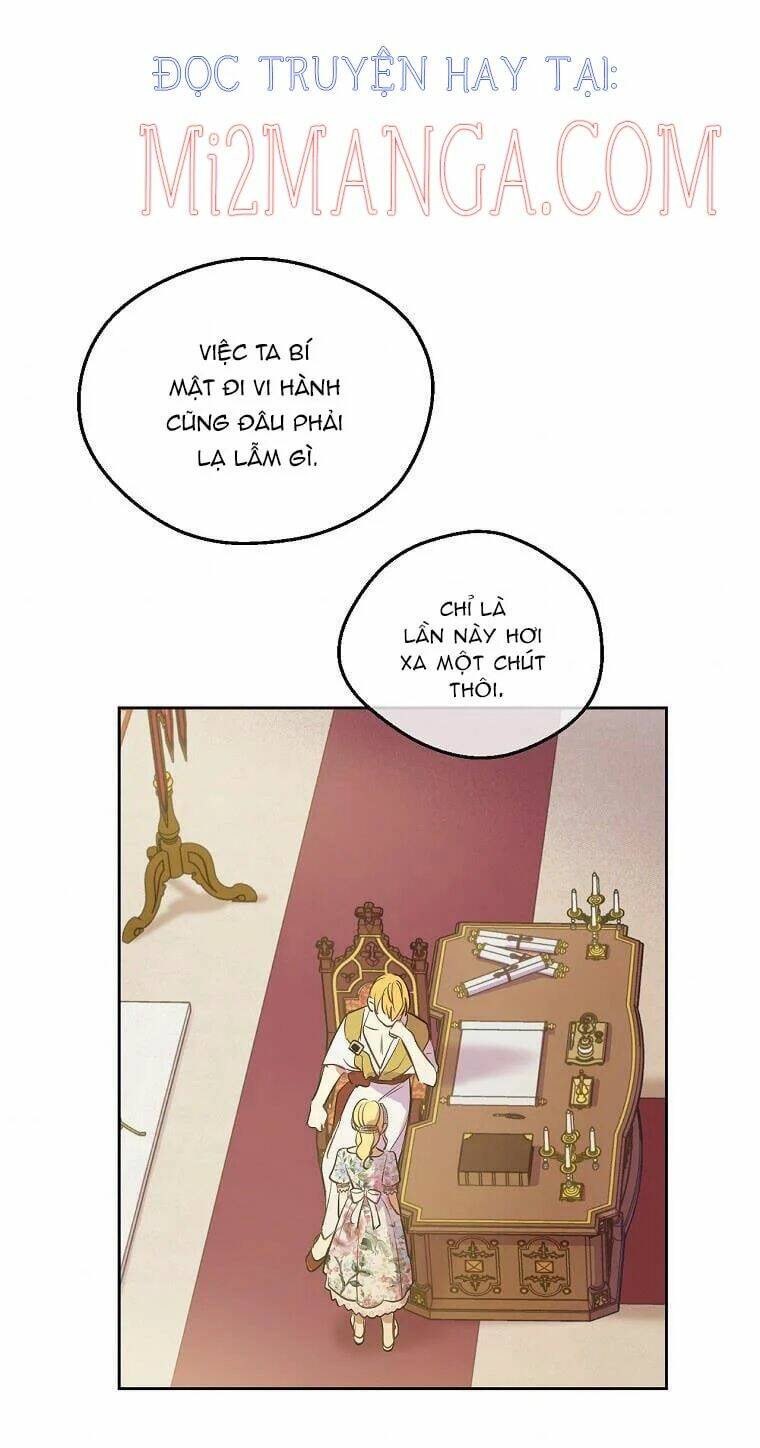 ĐỌC TRUYỆN HAY TẠI:
MI2MANGA.COM
VIỆC TA BÍ
MẬT ĐI VI HÀNH
CŨNG ĐÂU PHẢI
LẠ LẪM GÌ.
CHỈ LÀ
LẦN NÀY HƠI
XA MỘT CHÚT
THÔI.